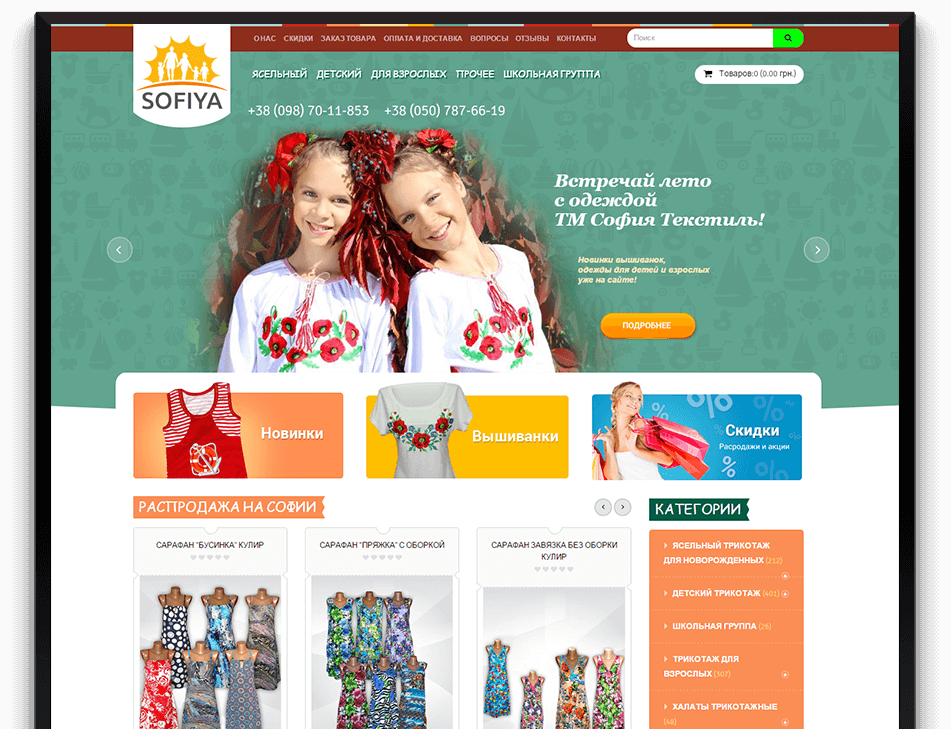 О НАС СКИДКИ ЗАКАЗ ТОВАРА ОПЛАТА И ДОСТАВКА ВОПРОСЫ ОТЗЫВЫ КОНТАКТЫ
Поиск
SOFIYA
ЯСЕЛЬНЫЙ ДЕТСКИЙ ДЛЯ ВЗРОСЛЫХ ПРОЧЕЕ ШКОЛЬНАЯ ГРУППА
Товаров:0 (0.00 грн.)
+38 (098) 70-11-853 +38 (050) 787-66-19
Встречай лето
с одеждой
ТМ София Текстиль!
Новинки вышиванок,
одежды для детей и взрослых
уже на сайте!
ПОДРОБНЕЕ
Новинки
Вышиванки
Скидки
Расродажи и акции
%
РАСПРОДАЖА НА СОФИИ
КАТЕГОРИИ
САРАФАН "БУСИНКА" КУЛИР
САРАФАН "ПРЯЖКА" С ОБОРКОЙ
САРАФАН ЗАВЯЗКА БЕЗ ОБОРКИ
КУЛИР
ЯСЕЛЬНЫЙ ТРИКОТАЖ
ДЛЯ НОВОРОЖДЕННЫХ (212)
ДЕТСКИЙ ТРИКОТАЖ (401)
ШКОЛЬНАЯ ГРУППА (26)
ТРИКОТАЖ ДЛЯ
ВЗРОСЛЫХ (307)
ХАЛАТЫ ТРИКОТАЖНЫЕ
(48)